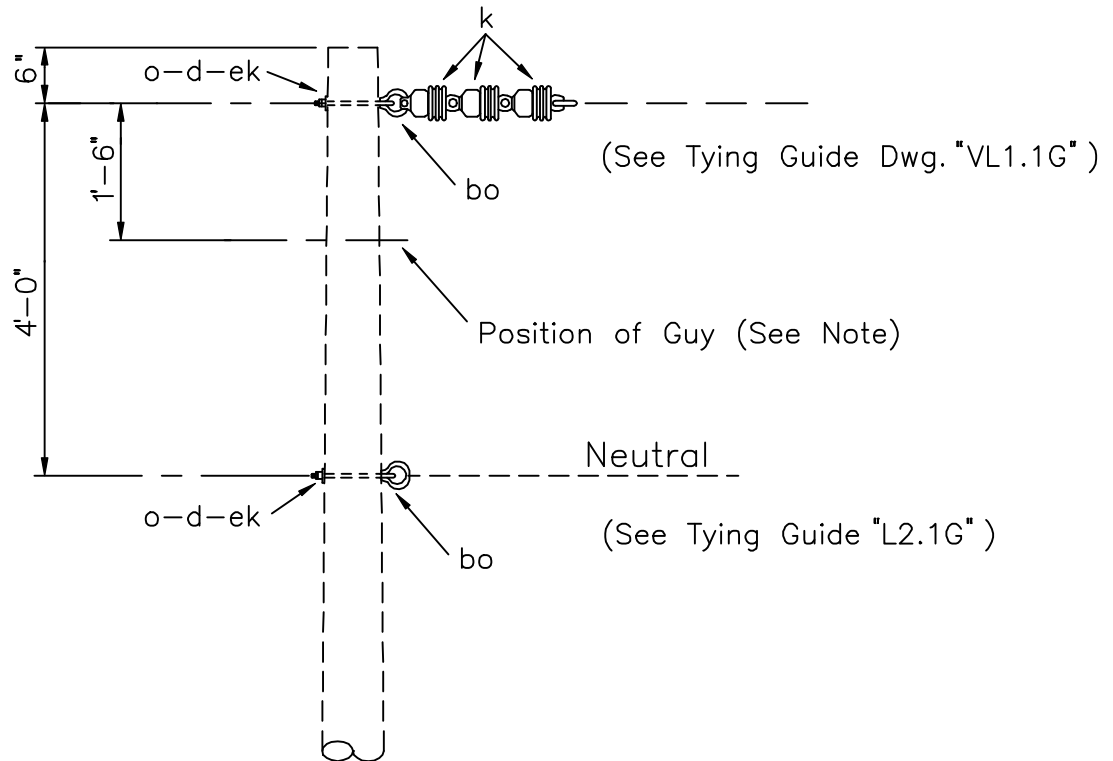 k
6"
o-d-ek
(See Tying Guide Dwg. "VL1.1G")
1'-6"
bo
4'-0"
Position of Guy (See Note)
Neutral
o-d-ek
(See Tying Guide "L2.1G")
bo